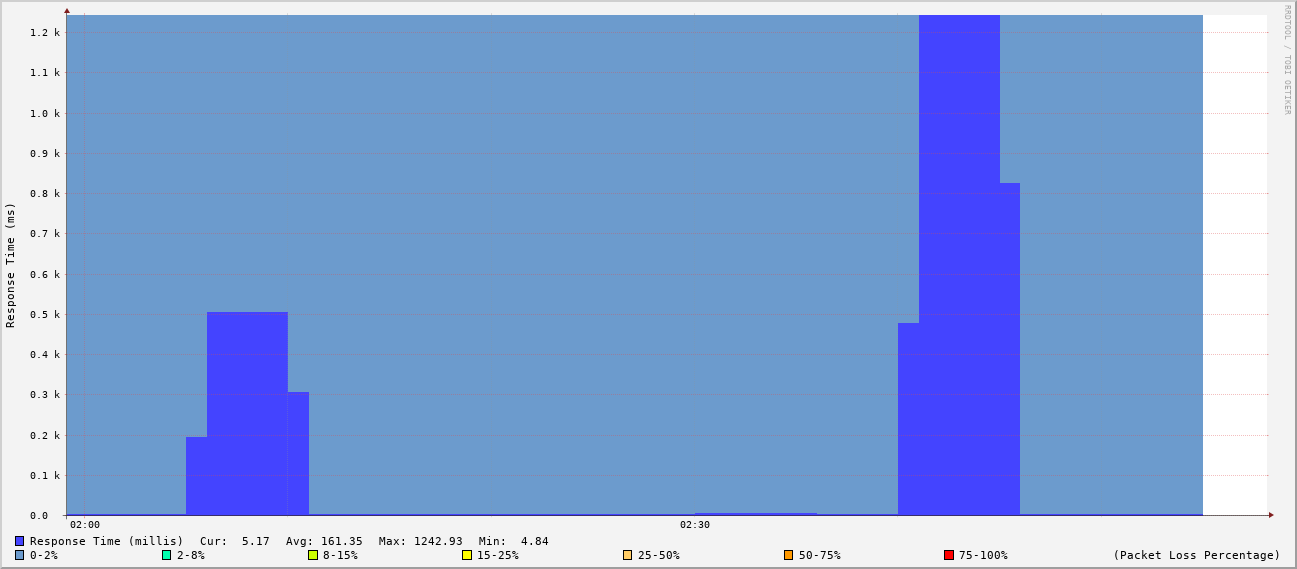 1.2 k
1.1 k
1.0 k
0.9 k
0.8 k
0.7 k
0.6 k
0.5 k
0.4 k
0.3 k
0.2 k
0.1 k
0.0
Response Time (ms)
02:00 02:30
RRDTOOL / TOBI OETIKER
Response Time (millis) Cur: 5.17 Avg: 161.35 Max: 1242.93 Min: 4.84
0-2% 2-8% 8-15% 15-25% 25-50% 50-75% 75-100% (Packet Loss Percentage)